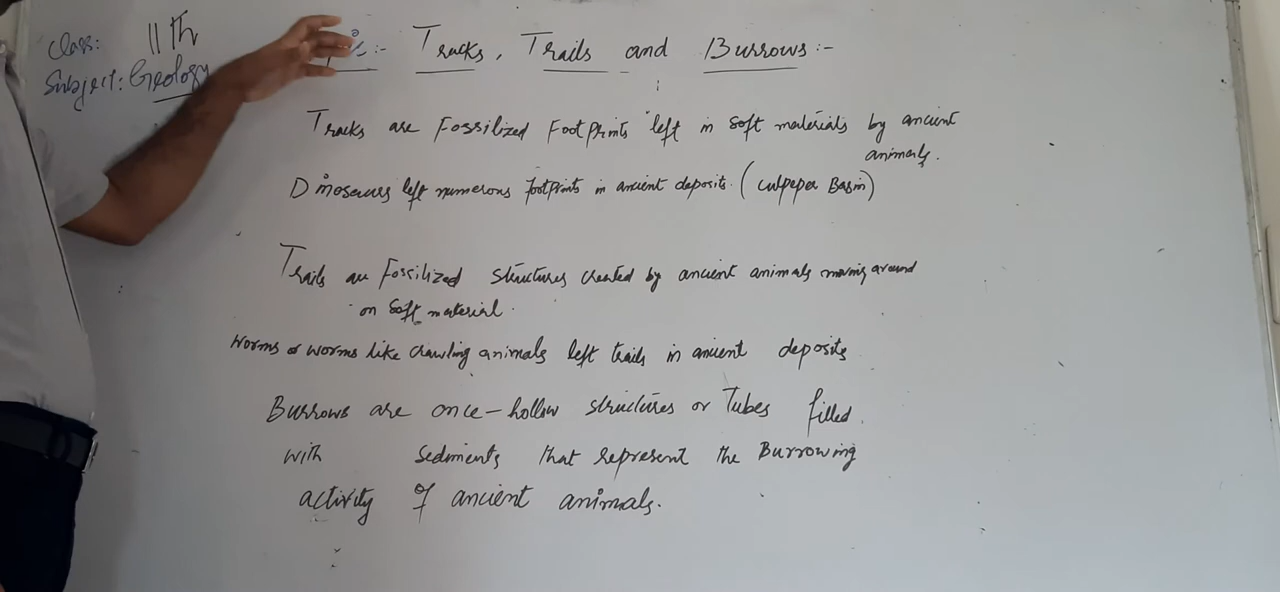 Class: 11th
Subject: Geology
Tracks, Trails and Burrows:-
Tracks are Fossilized Footprints left in soft materials by ancient
animals.
Dinosaurs left numerous footprints in ancient deposits. (Culpeper Basin)
Trails are Fossilized structures created by ancient animals moving around
on soft material.
Worms or worms like crawling animals left trails in ancient deposits
Burrows are once-hollow structures or Tubes filled
with sediments that represent the Burrowing
activity of ancient animals.